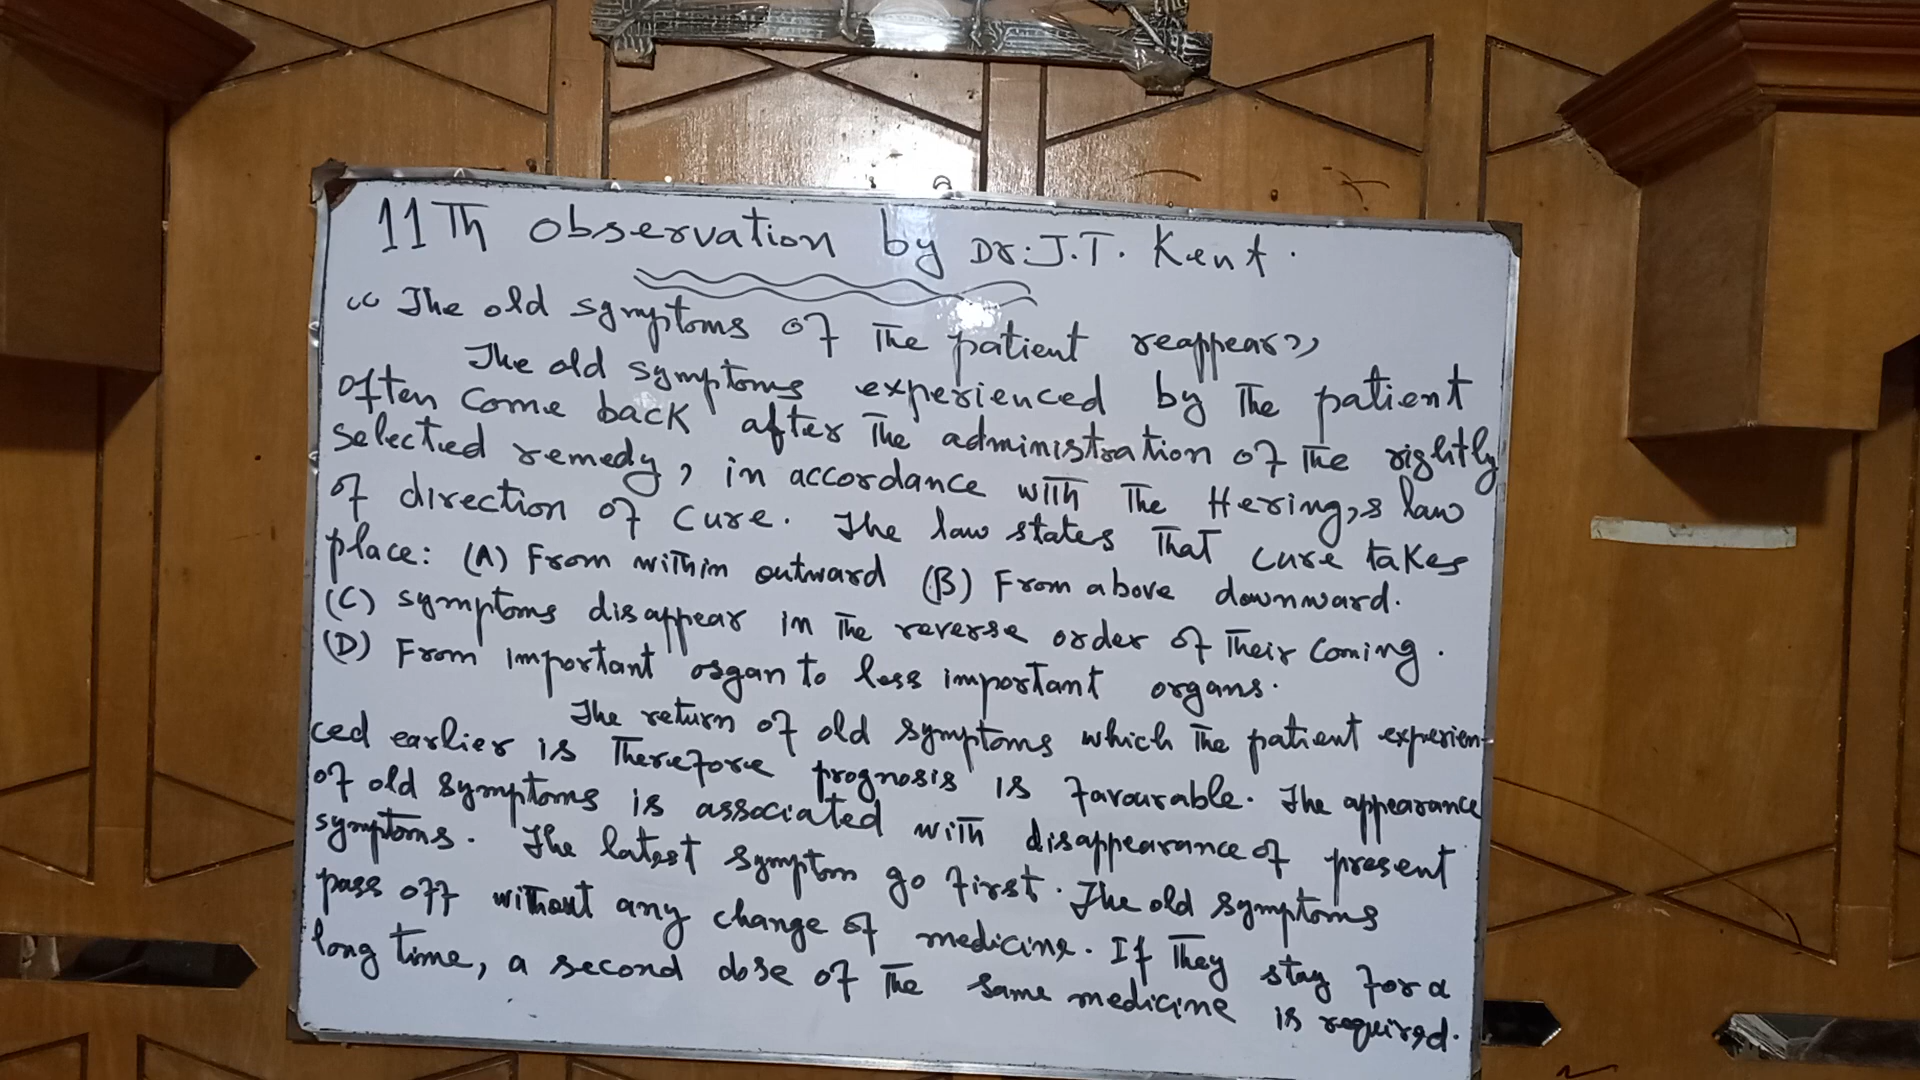 11Th observation by Dr: J.T. Kent.
"The old symptoms of The patient reappear"
The old symptoms experienced by The patient
often come back after The administration of The rightly
selected remedy, in accordance with The Hering,s law
of direction of cure. The law states That cure takes
place: (A) From within outward (B) From above downward.
(C) symptoms disappear in The reverse order of Their coming.
(D) From important organ to less important organs.
The return of old symptoms which The patient experien-
ced earlier is Therefore prognosis is favourable. The appearance
of old symptoms is associated with disappearance of present
symptoms. The latest symptom go first. The old symptoms
pass off without any change of medicine. If They stay for a
long time, a second dose of The same medicine is required.